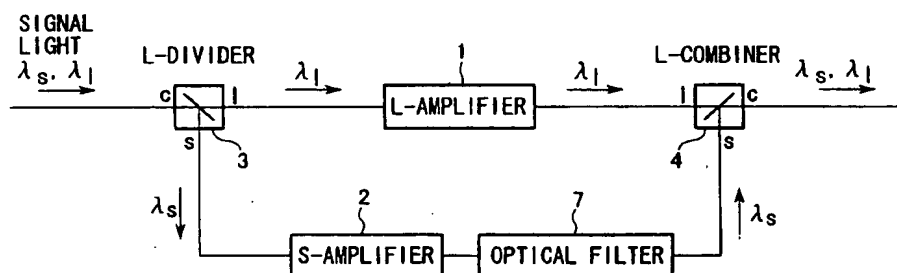 SIGNAL
LIGHT
λS, λl
L-DIVIDER
λl
1
L-AMPLIFIER
λl
L-COMBINER
λS, λl
c
l
s
3
l
c
s
4
λS
2
S-AMPLIFIER
7
OPTICAL FILTER
λS